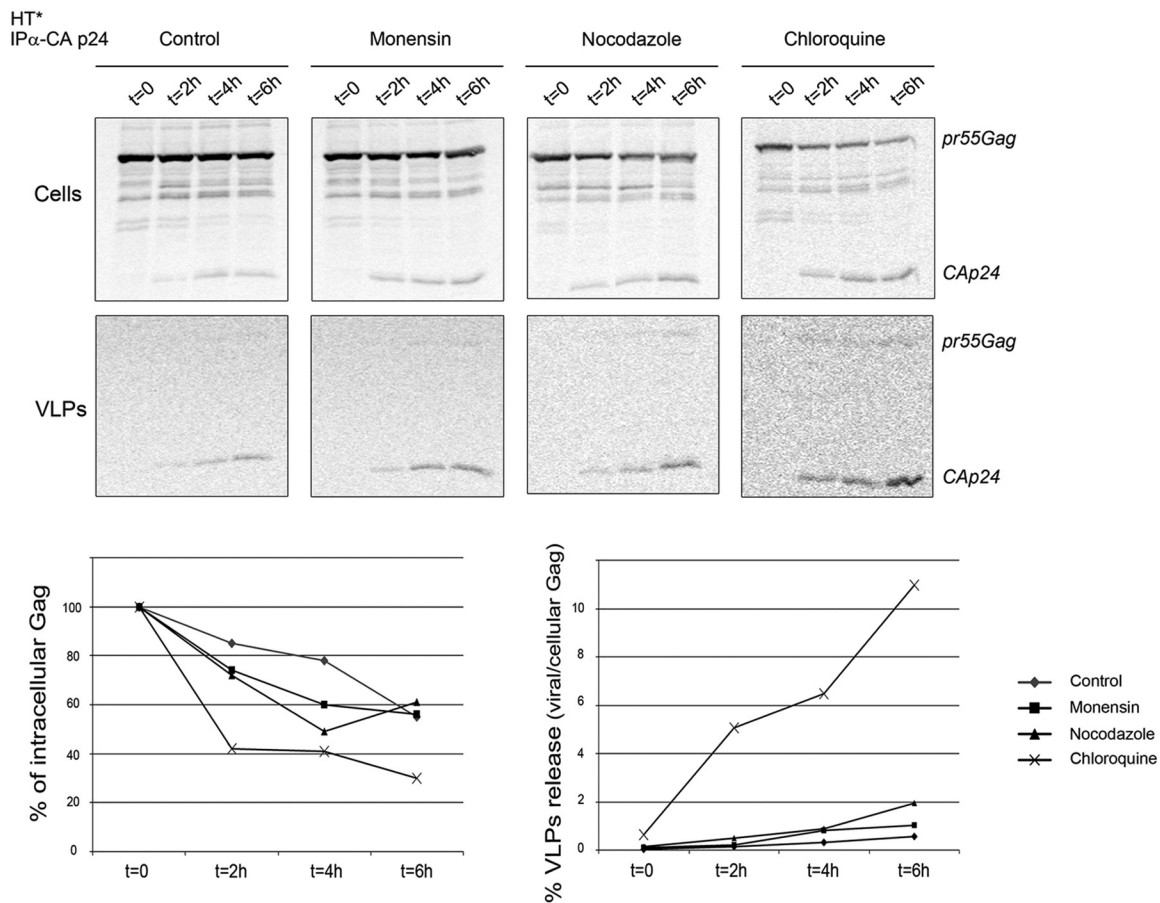 HT*
IPα-CA p24
Control
Monensin
Nocodazole
Chloroquine
t=0 t=2h t=4h t=6h
t=0 t=2h t=4h t=6h
t=0 t=2h t=4h t=6h
t=0 t=2h t=4h t=6h
Cells
pr55Gag
CAp24
VLPs
pr55Gag
CAp24
% of intracellular Gag
100
80
60
40
20
0
t=0 t=2h t=4h t=6h
% VLPs release (viral/cellular Gag)
10
8
6
4
2
0
t=0 t=2h t=4h t=6h
Control
Monensin
Nocodazole
Chloroquine